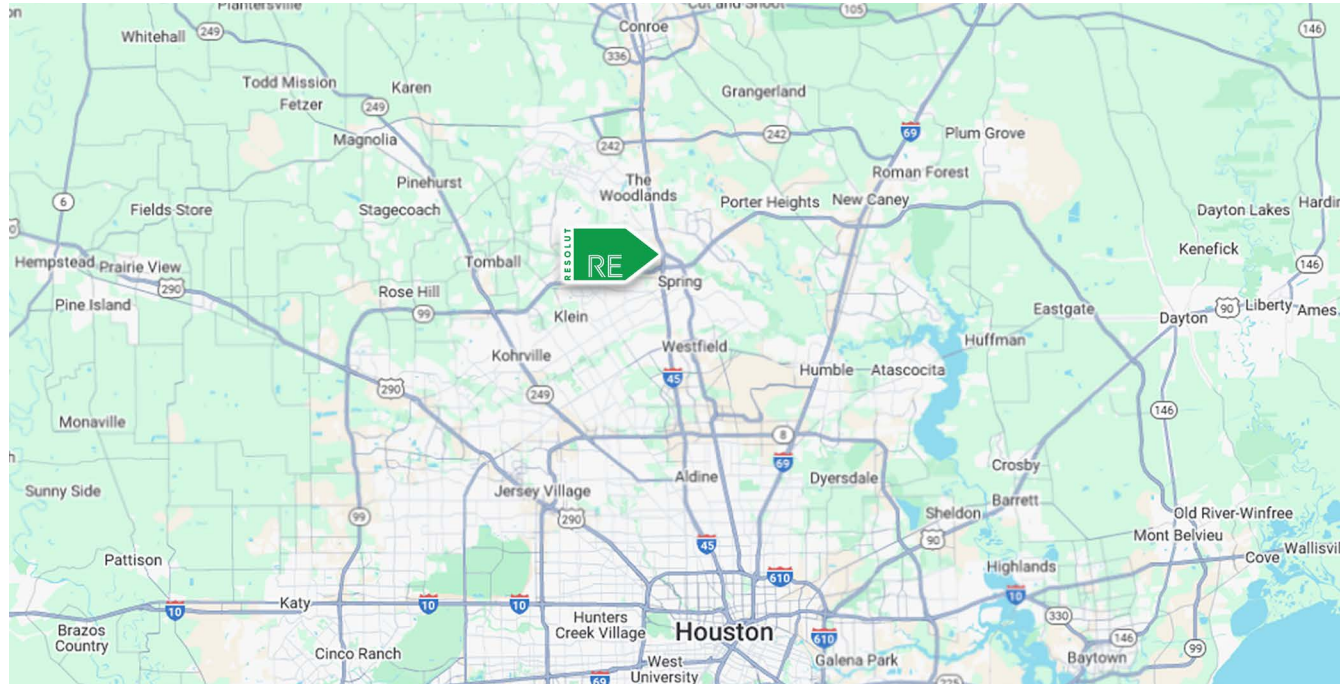 Plantersville
Cut and Shoot
105
249
Whitehall
Conroe
146
336
Todd Mission
Karen
Fetzer
249
Grangerland
Magnolia
242
242
69
Plum Grove
Pinehurst
The
Woodlands
Roman Forest
6
Fields Store
Stagecoach
Porter Heights
New Caney
Dayton Lakes
Hardin
RESOLUT
RE
Kenefick
Hempstead
Prairie View
Tomball
146
290
Spring
Pine Island
Rose Hill
99
Klein
Eastgate
Dayton
90
Liberty
Ames
Kohrville
Westfield
Huffman
45
Humble
Atascocita
290
249
146
Monaville
8
69
Crosby
Sunny Side
Jersey Village
Aldine
Dyersdale
Barrett
99
290
Sheldon
Old River-Winfree
90
Mont Belvieu
45
Pattison
Cove
Wallisvi
610
Highlands
10
Katy
10
10
10
Hunters
Creek Village
330
Brazos
Country
Houston
610
146
Cinco Ranch
West
University
Galena Park
Baytown
99
69
225